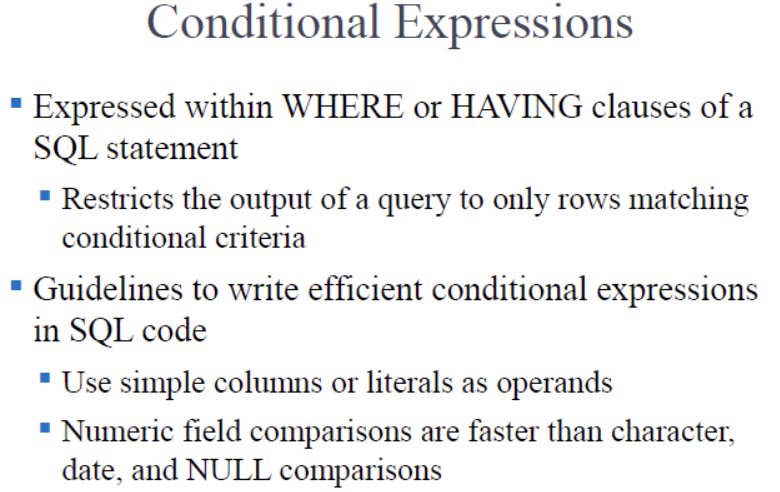 Conditional Expressions
Expressed within WHERE or HAVING clauses of a
SQL statement
Restricts the output of a query to only rows matching
conditional criteria
Guidelines to write efficient conditional expressions
in SQL code
Use simple columns or literals as operands
Numeric field comparisons are faster than character,
date, and NULL comparisons